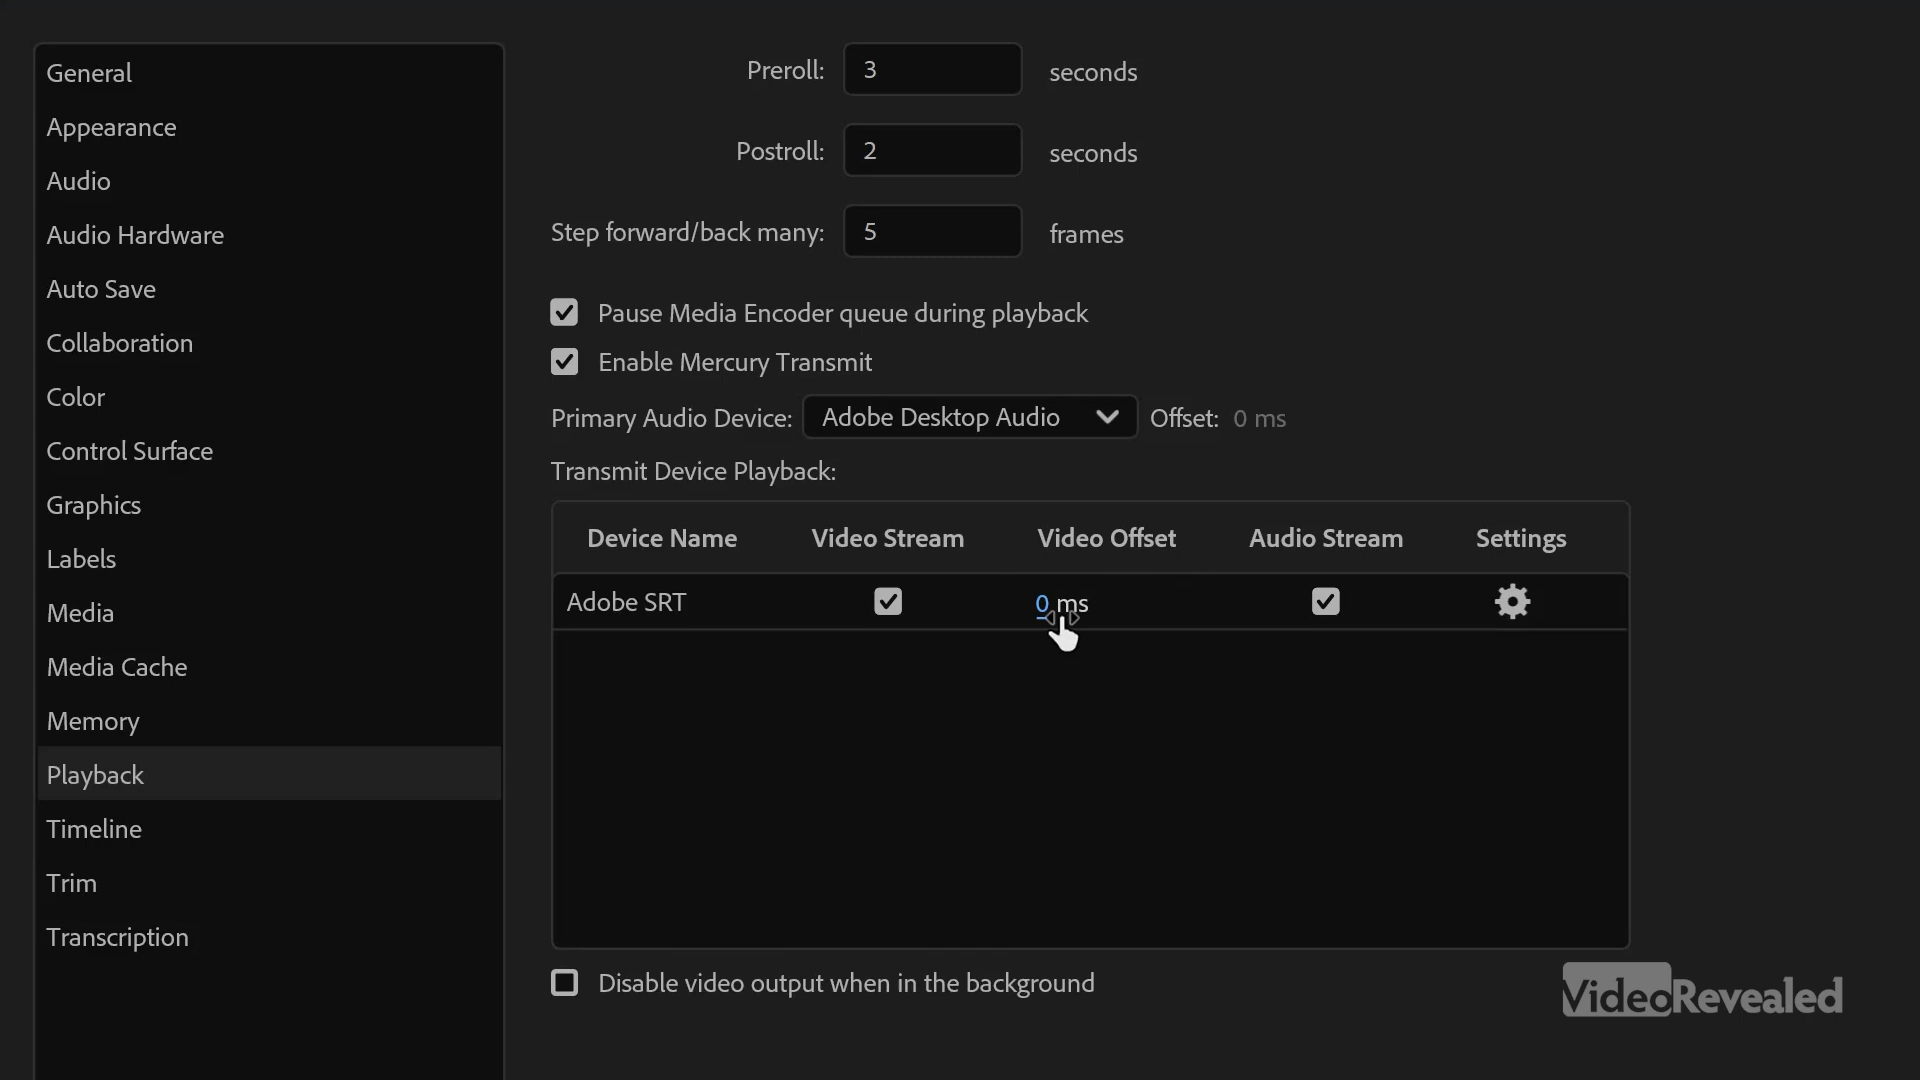 General
Appearance
Audio
Audio Hardware
Auto Save
Collaboration
Color
Control Surface
Graphics
Labels
Media
Media Cache
Memory
Playback
Timeline
Trim
Transcription
Preroll: 3 seconds
Postroll: 2 seconds
Step forward/back many: 5 frames
Pause Media Encoder queue during playback
Enable Mercury Transmit
Primary Audio Device: Adobe Desktop Audio Offset: 0 ms
Transmit Device Playback:
Device Name Video Stream Video Offset Audio Stream Settings
Adobe SRT 0 ms
Disable video output when in the background
VideoRevealed